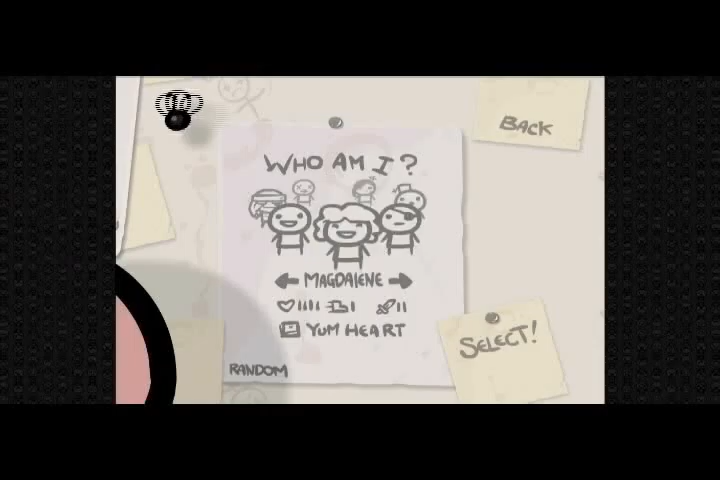 WHO AM I?
BACK
MAGDALENE
YUM HEART
RANDOM
SELECT!